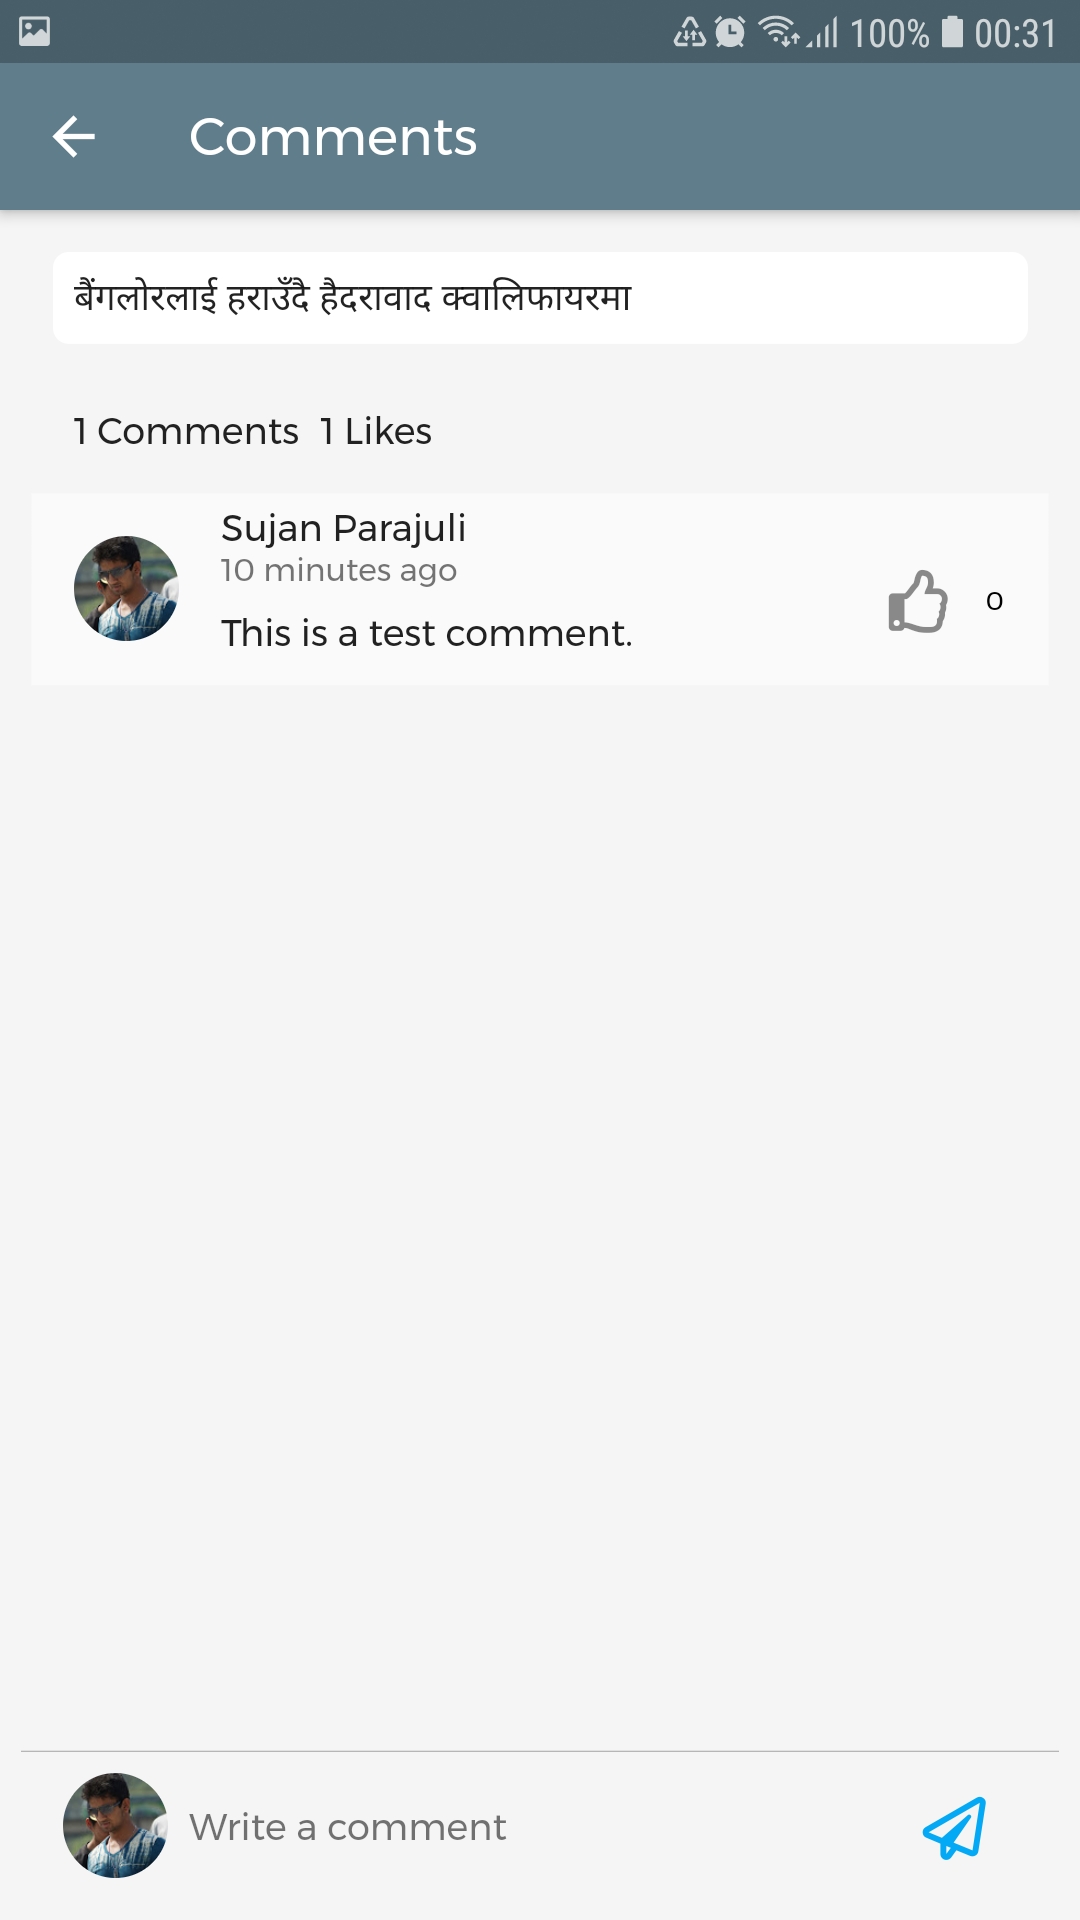 100% 00:31
Comments
बैंगलोरलाई हराउँदै हैदरावाद क्वालिफायरमा
1 Comments 1 Likes
Sujan Parajuli
10 minutes ago
This is a test comment.
0
Write a comment